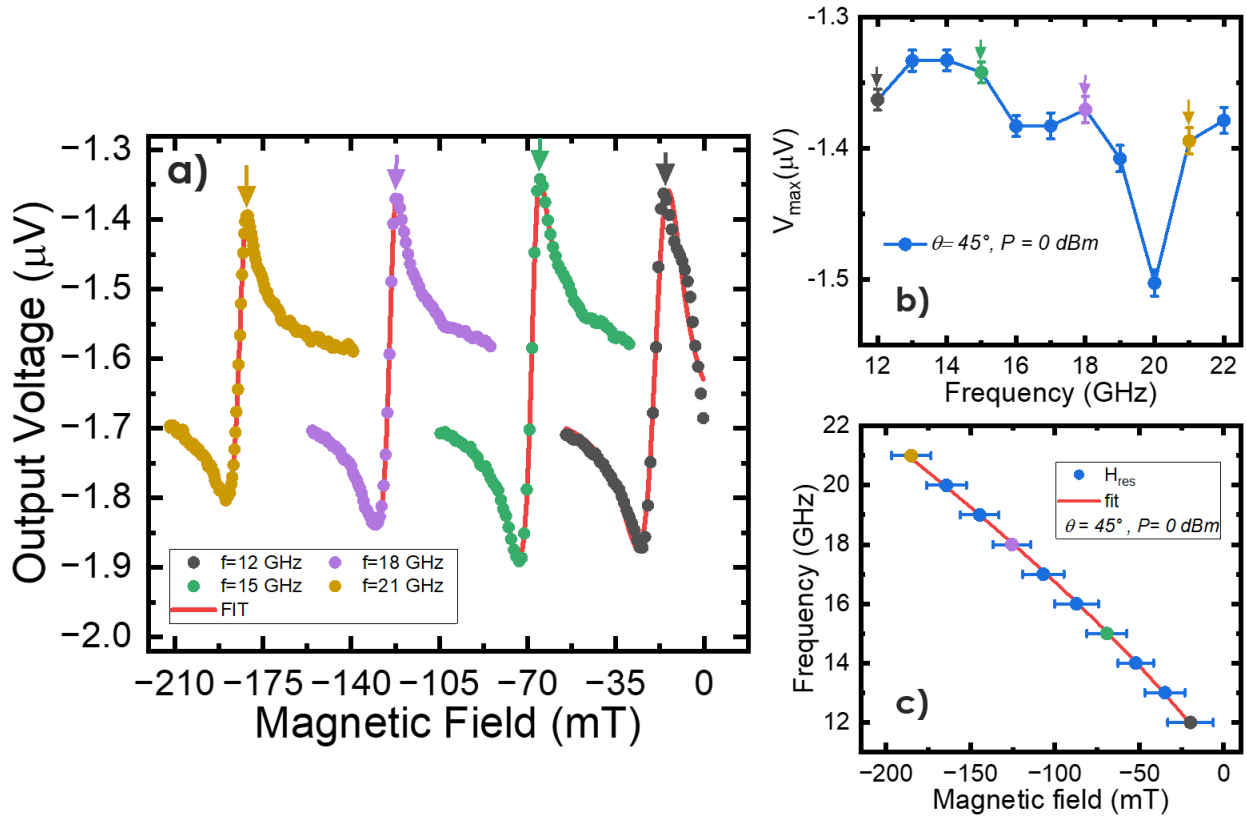 a)
Output Voltage (μV)
−1.3
−1.4
−1.5
−1.6
−1.7
−1.8
−1.9
−2.0
f=12 GHz f=18 GHz
f=15 GHz f=21 GHz
FIT
−210 −175 −140 −105 −70 −35 0
Magnetic Field (mT)
b)
Vmax(μV)
-1.3
-1.4
-1.5
θ= 45°, P = 0 dBm
12 14 16 18 20 22
Frequency (GHz)
c)
Frequency (GHz)
22
20
18
16
14
12
Hres
fit
θ = 45° , P= 0 dBm
−200 −150 −100 −50 0
Magnetic field (mT)